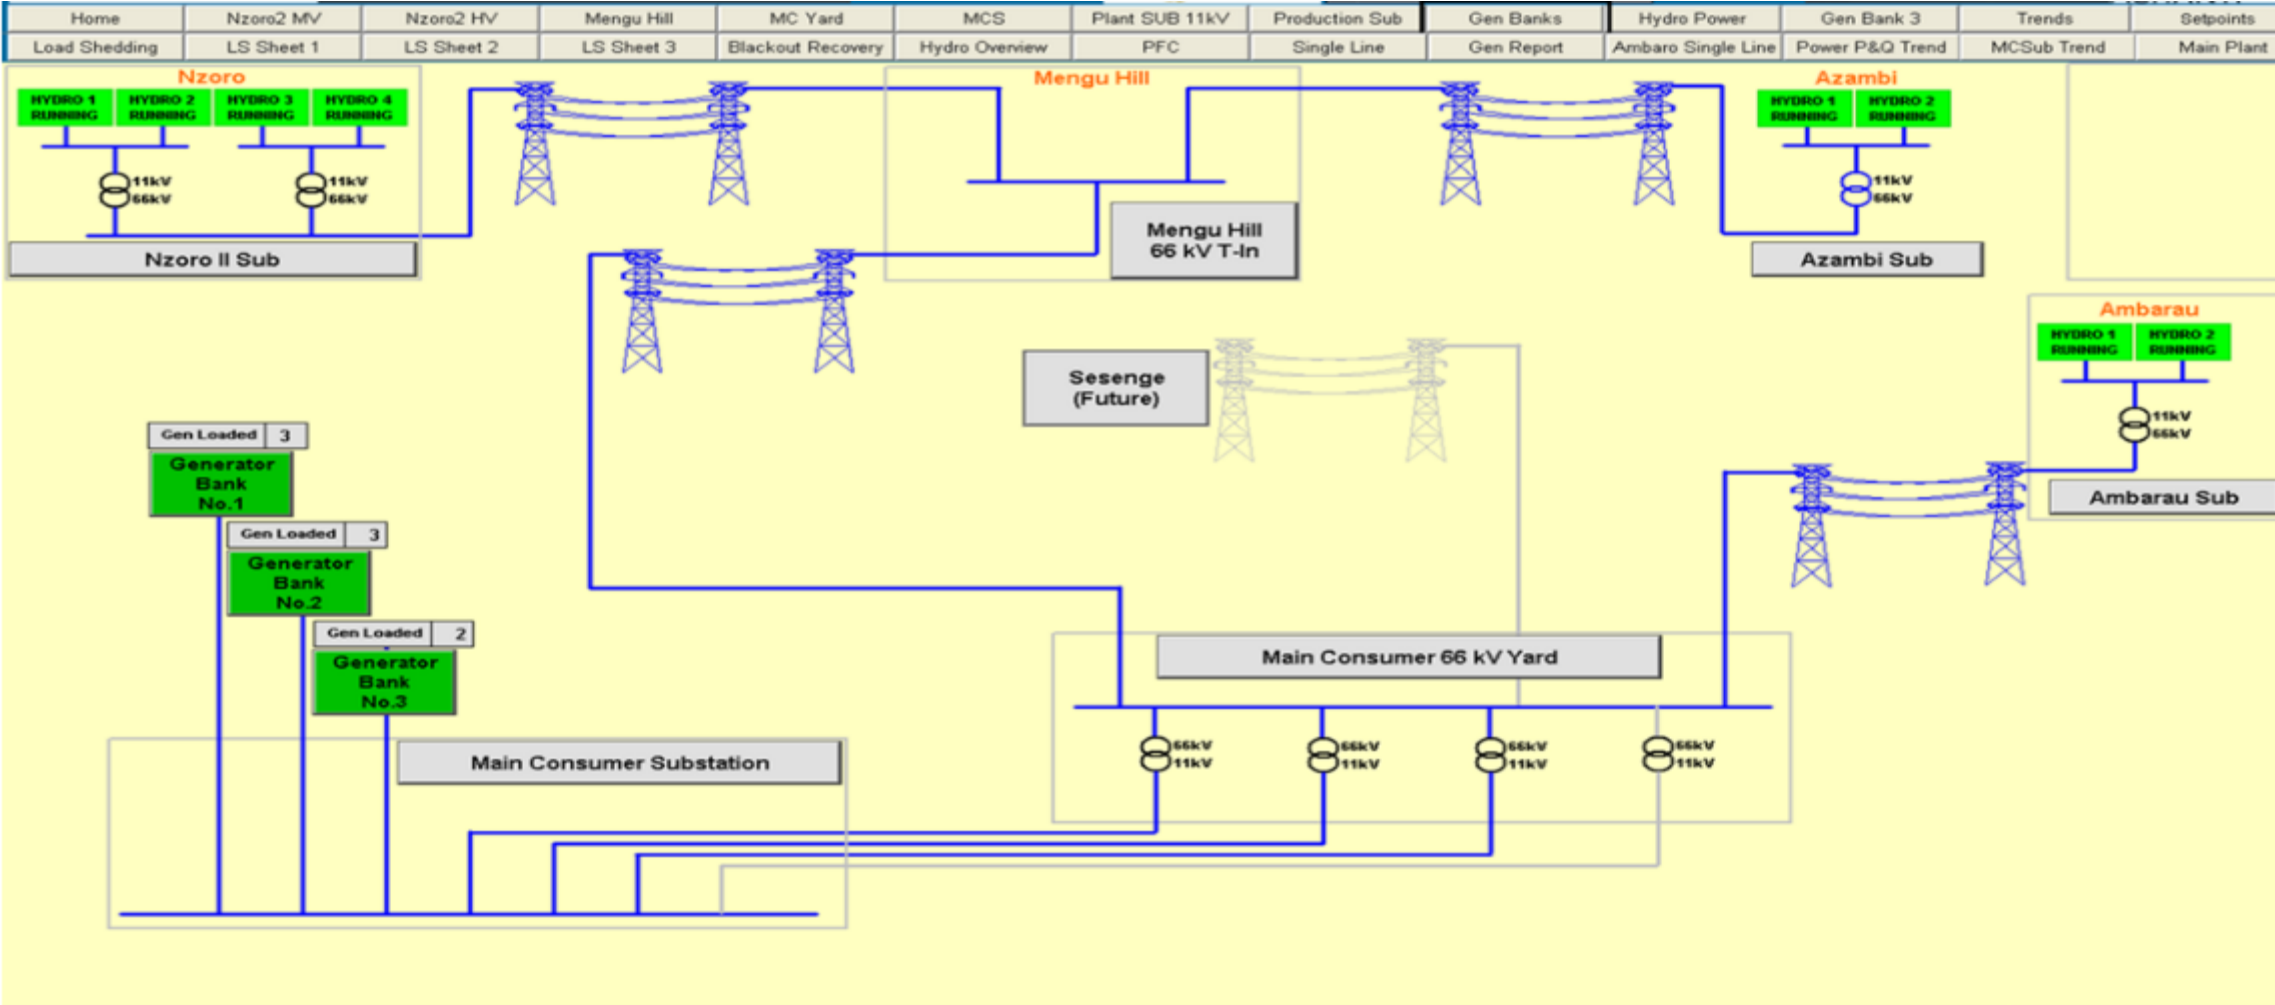 Home
Nzoro2 MV
Nzoro2 HV
Mengu Hill
MC Yard
MCS
Plant SUB 11kV
Production Sub
Gen Banks
Hydro Power
Gen Bank 3
Trends
Setpoints
Load Shedding
LS Sheet 1
LS Sheet 2
LS Sheet 3
Blackout Recovery
Hydro Overview
PFC
Single Line
Gen Report
Ambaro Single Line
Power P&Q Trend
MCSub Trend
Main Plant
Nzoro
HYDRO 1
RUNNING
HYDRO 2
RUNNING
HYDRO 3
RUNNING
HYDRO 4
RUNNING
11kV
66kV
11kV
66kV
Nzoro II Sub
Mengu Hill
Mengu Hill
66 kV T-In
Azambi
HYDRO 1
RUNNING
HYDRO 2
RUNNING
11kV
66kV
Azambi Sub
Ambarau
HYDRO 1
RUNNING
HYDRO 2
RUNNING
11kV
66kV
Ambarau Sub
Sesenge
(Future)
Gen Loaded 3
Generator
Bank
No.1
Gen Loaded 3
Generator
Bank
No.2
Gen Loaded 2
Generator
Bank
No.3
Main Consumer 66 kV Yard
66kV
11kV
66kV
11kV
66kV
11kV
66kV
11kV
Main Consumer Substation